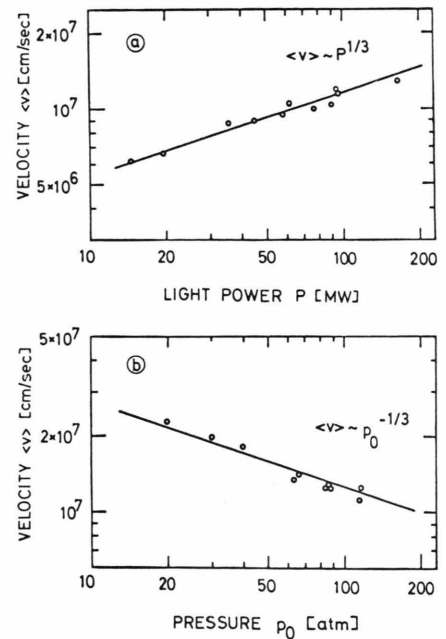 VELOCITY <v> [cm/sec]
2×10⁷
10⁷
5×10⁶
ⓐ
<v> ~ P^1/3
10 20 50 100 200
LIGHT POWER P [MW]
VELOCITY <v> [cm/sec]
5×10⁷
2×10⁷
10⁷
ⓑ
<v> ~ p₀^-1/3
10 20 50 100 200
PRESSURE p₀ [atm]